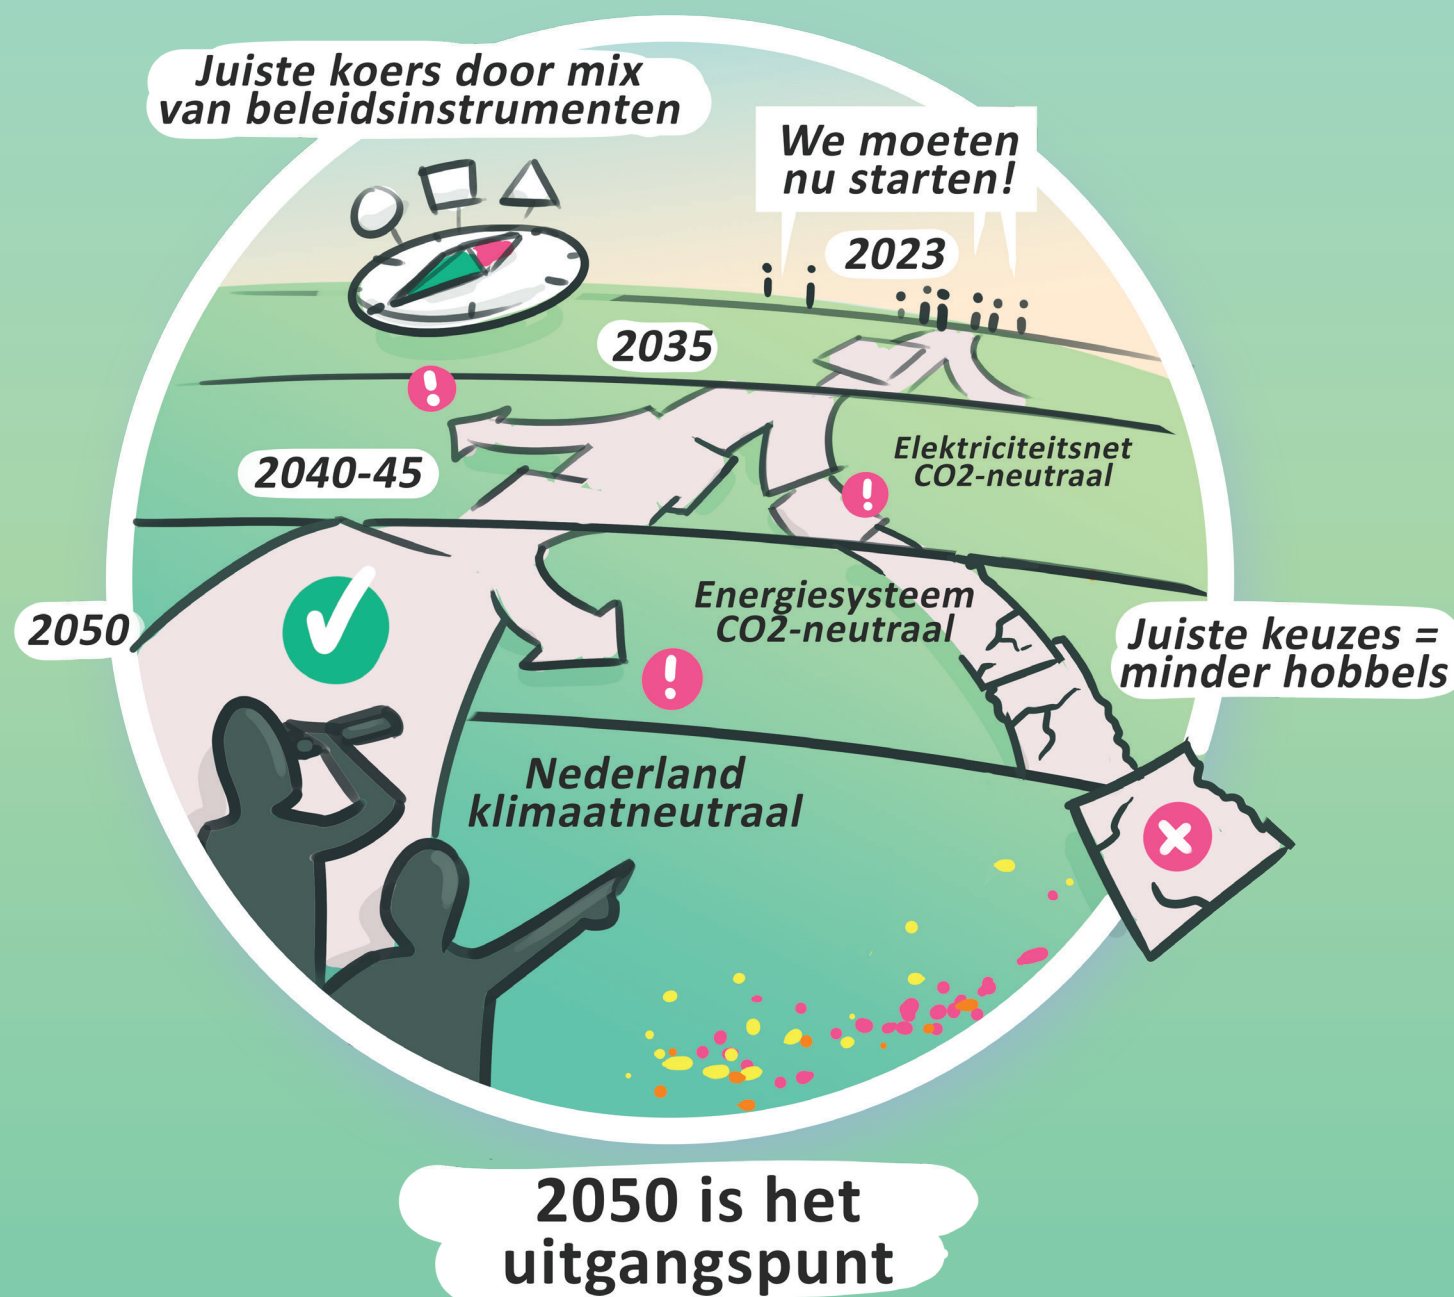 Juiste koers door mix
van beleidsinstrumenten
We moeten
nu starten!
2023
2035
2040-45
Elektriciteitsnet
CO2-neutraal
2050
Energiesysteem
CO2-neutraal
Juiste keuzes =
minder hobbels
Nederland
klimaatneutraal
2050 is het
uitgangspunt